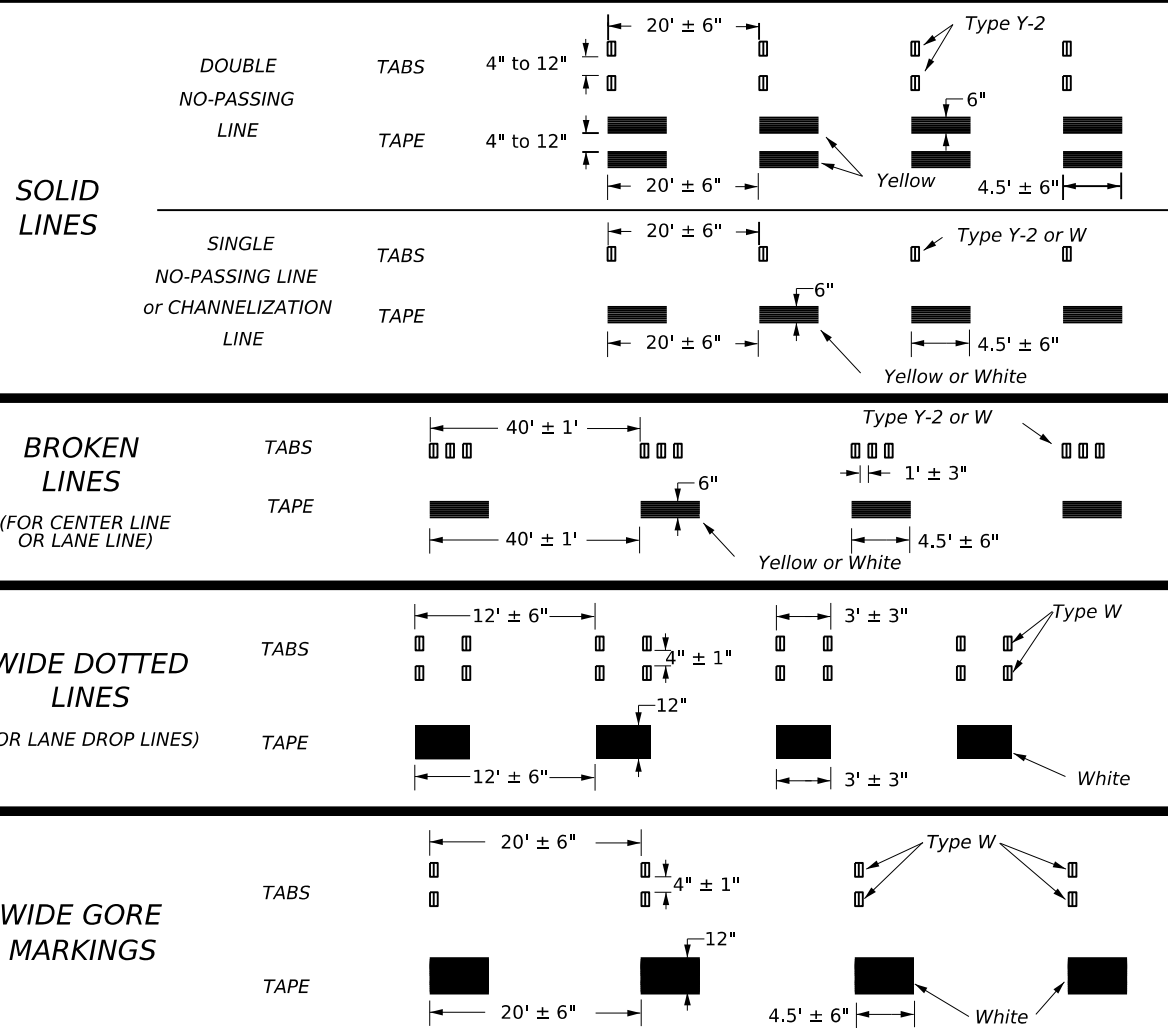 SOLID
LINES
DOUBLE
NO-PASSING
LINE
TABS
4" to 12"
20' ± 6"
Type Y-2
TAPE
4" to 12"
6"
Yellow
20' ± 6"
4.5' ± 6"
SINGLE
NO-PASSING LINE
or CHANNELIZATION
LINE
TABS
20' ± 6"
Type Y-2 or W
TAPE
6"
20' ± 6"
4.5' ± 6"
Yellow or White
BROKEN
LINES
(FOR CENTER LINE
OR LANE LINE)
TABS
40' ± 1'
Type Y-2 or W
1' ± 3"
TAPE
6"
40' ± 1'
4.5' ± 6"
Yellow or White
WIDE DOTTED
LINES
OR LANE DROP LINES)
TABS
12' ± 6"
3' ± 3"
Type W
4" ± 1"
TAPE
12"
12' ± 6"
3' ± 3"
White
WIDE GORE
MARKINGS
TABS
20' ± 6"
Type W
4" ± 1"
TAPE
12"
20' ± 6"
4.5' ± 6"
White